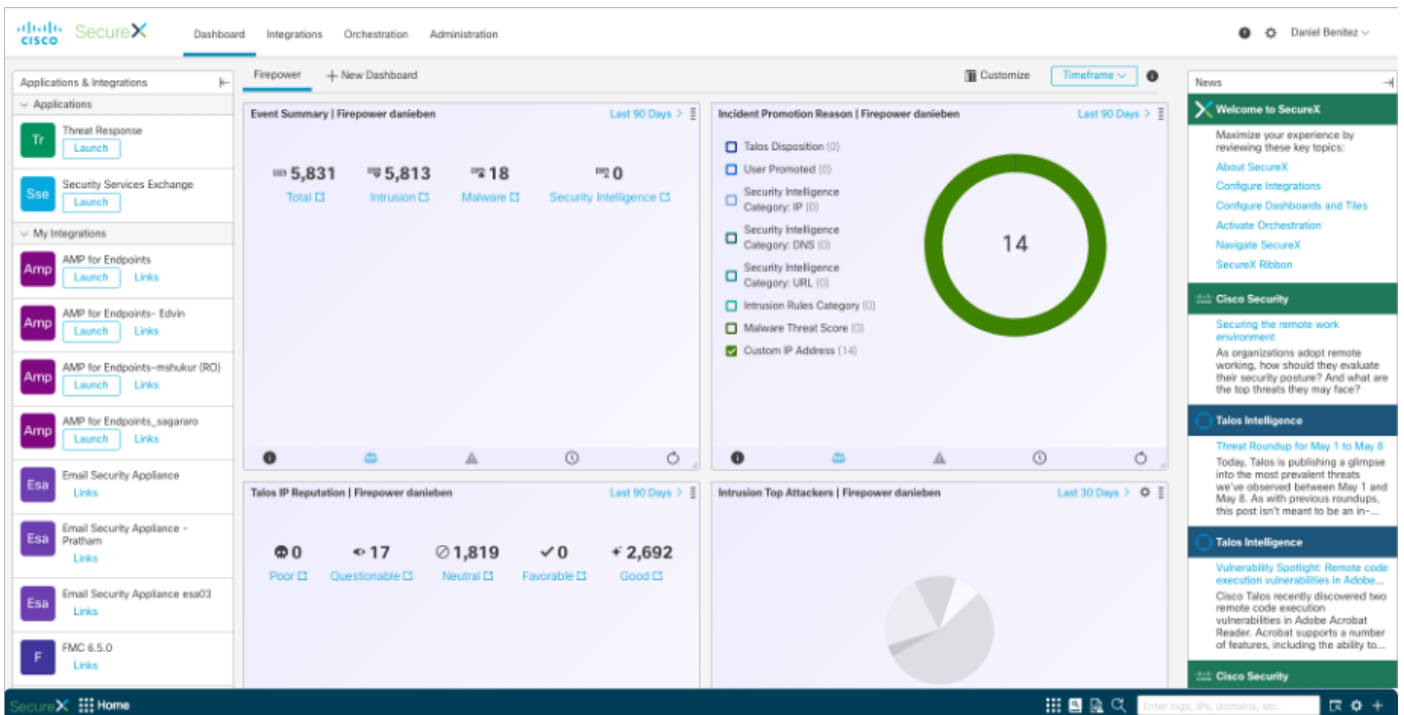 CISCO
SecureX
Dashboard
Integrations
Orchestration
Administration
Daniel Benitez
Applications & Integrations
Applications
Tr
Threat Response
Launch
Sse
Security Services Exchange
Launch
My Integrations
Amp
AMP for Endpoints
Launch Links
Amp
AMP for Endpoints- Edvin
Launch Links
Amp
AMP for Endpoints-mshukur (RO)
Launch Links
Amp
AMP for Endpoints_sagararo
Launch Links
Esa
Email Security Appliance
Links
Esa
Email Security Appliance -
Pratham
Links
Esa
Email Security Appliance esa03
Links
F
FMC 6.5.0
Links
Firepower
+ New Dashboard
Customize
Timeframe
Event Summary | Firepower danieben
Last 90 Days >
5,831
Total
5,813
Intrusion
18
Malware
0
Security Intelligence
Incident Promotion Reason | Firepower danieben
Last 90 Days >
Talos Disposition (0)
User Promoted (0)
Security Intelligence
Category: IP (0)
Security Intelligence
Category: DNS (0)
Security Intelligence
Category: URL (0)
Intrusion Rules Category (0)
Malware Threat Score (0)
Custom IP Address (14)
14
Talos IP Reputation | Firepower danieben
Last 90 Days >
0
Poor
17
Questionable
1,819
Neutral
0
Favorable
2,692
Good
Intrusion Top Attackers | Firepower danieben
Last 30 Days >
News
Welcome to SecureX
Maximize your experience by
reviewing these key topics:
About SecureX
Configure Integrations
Configure Dashboards and Tiles
Activate Orchestration
Navigate SecureX
SecureX Ribbon
Cisco Security
Securing the remote work
environment
As organizations adopt remote
working, how should they evaluate
their security posture? And what are
the top threats they may face?
Talos Intelligence
Threat Roundup for May 1 to May 8
Today, Talos is publishing a glimpse
into the most prevalent threats
we've observed between May 1 and
May 8. As with previous roundups,
this post isn't meant to be an in-...
Talos Intelligence
Vulnerability Spotlight: Remote code
execution vulnerabilities in Adobe...
Cisco Talos recently discovered two
remote code execution
vulnerabilities in Adobe Acrobat
Reader. Acrobat supports a number
of features, including the ability to...
Cisco Security
SecureX
Home
Enter logs, IPs, domains, etc.